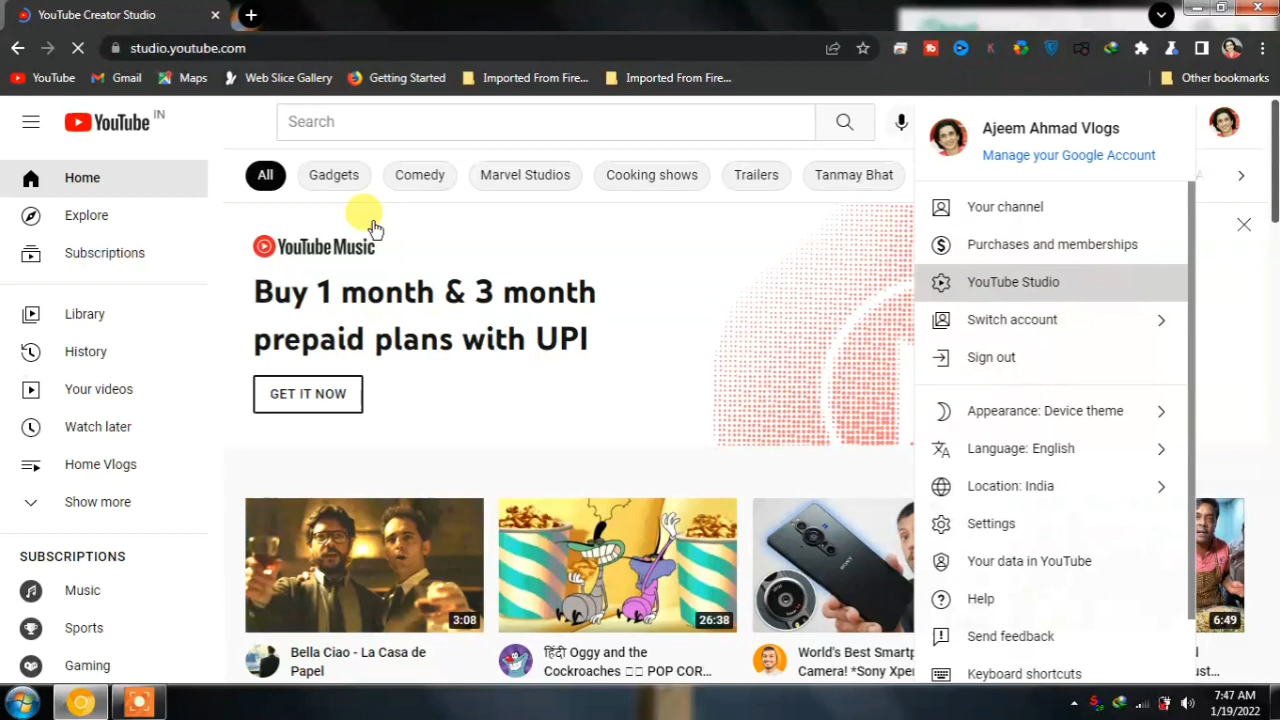 YouTube Creator Studio
studio.youtube.com
YouTube
Gmail
Maps
Web Slice Gallery
Getting Started
Imported From Fire...
Imported From Fire...
Other bookmarks
YouTube IN
Search
Home
Explore
Subscriptions
Library
History
Your videos
Watch later
Home Vlogs
Show more
SUBSCRIPTIONS
Music
Sports
Gaming
All
Gadgets
Comedy
Marvel Studios
Cooking shows
Trailers
Tanmay Bhat
YouTube Music
Buy 1 month & 3 month
prepaid plans with UPI
GET IT NOW
3:08
26:38
SONY
6:49
Bella Ciao - La Casa de
Papel
हिंदी Oggy and the
Cockroaches 🍿🍿 POP COR...
World's Best Smartp
Camera! *Sony Xper
ust...
Ajeem Ahmad Vlogs
Manage your Google Account
Your channel
Purchases and memberships
YouTube Studio
Switch account
Sign out
Appearance: Device theme
Language: English
Location: India
Settings
Your data in YouTube
Help
Send feedback
Keyboard shortcuts
7:47 AM
1/19/2022